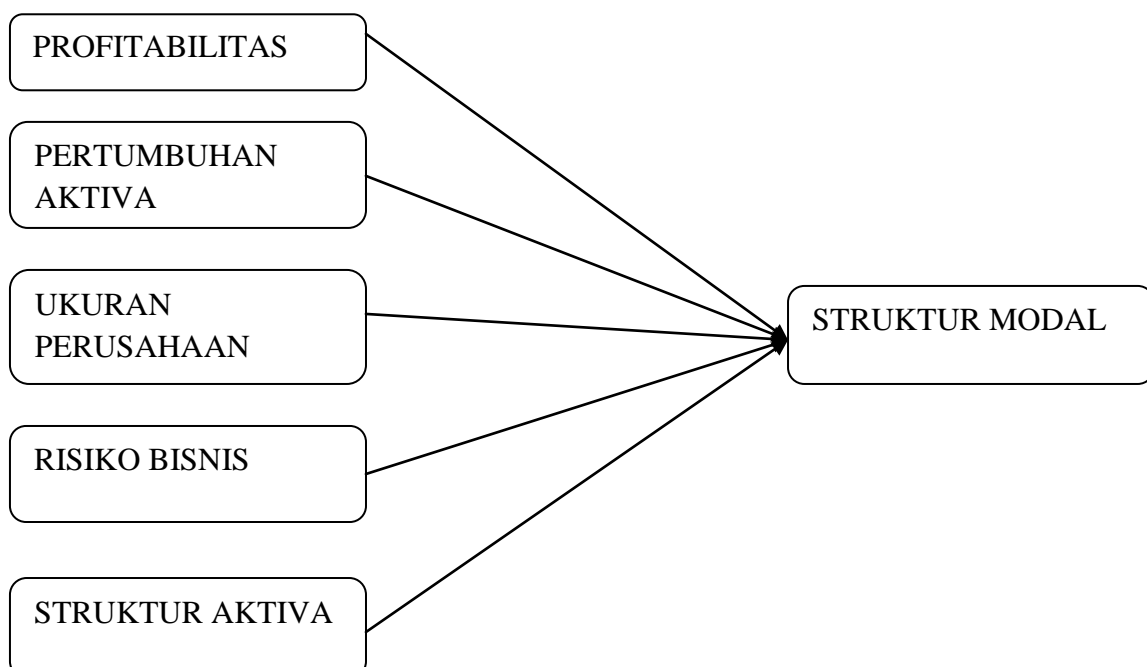 PROFITABILITAS
PERTUMBUHAN
AKTIVA
UKURAN
PERUSAHAAN
STRUKTUR MODAL
RISIKO BISNIS
STRUKTUR AKTIVA